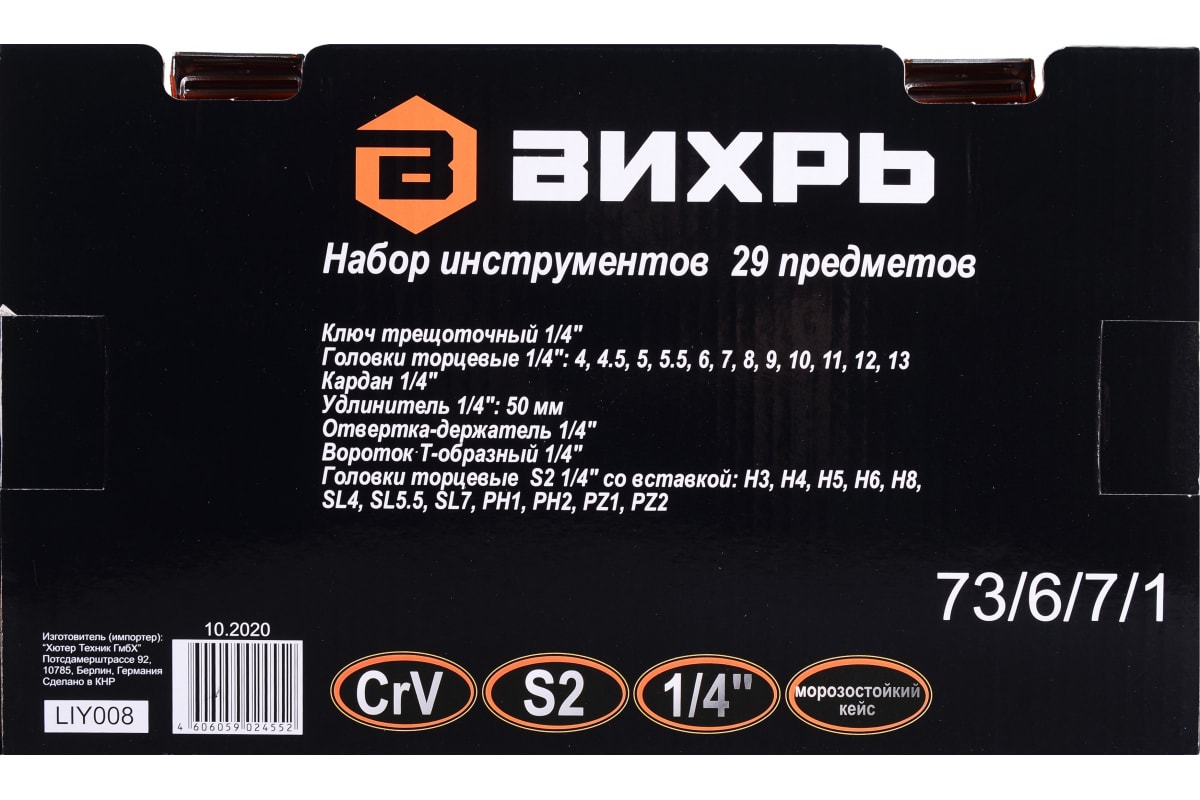 В ВИХРЬ
Набор инструментов 29 предметов
Ключ трещоточный 1/4"
Головки торцевые 1/4": 4, 4.5, 5, 5.5, 6, 7, 8, 9, 10, 11, 12, 13
Кардан 1/4"
Удлинитель 1/4": 50 мм
Отвертка-держатель 1/4"
Вороток Т-образный 1/4"
Головки торцевые S2 1/4" со вставкой: H3, H4, H5, H6, H8,
SL4, SL5.5, SL7, PH1, PH2, PZ1, PZ2
73/6/7/1
Изготовитель (импортер):
"Хютер Техник ГмбХ"
Потсдамерштрассе 92,
10785, Берлин, Германия
Сделано в КНР
LIY008
10.2020
4 606059 024552
CrV
S2
1/4"
морозостойкий
кейс